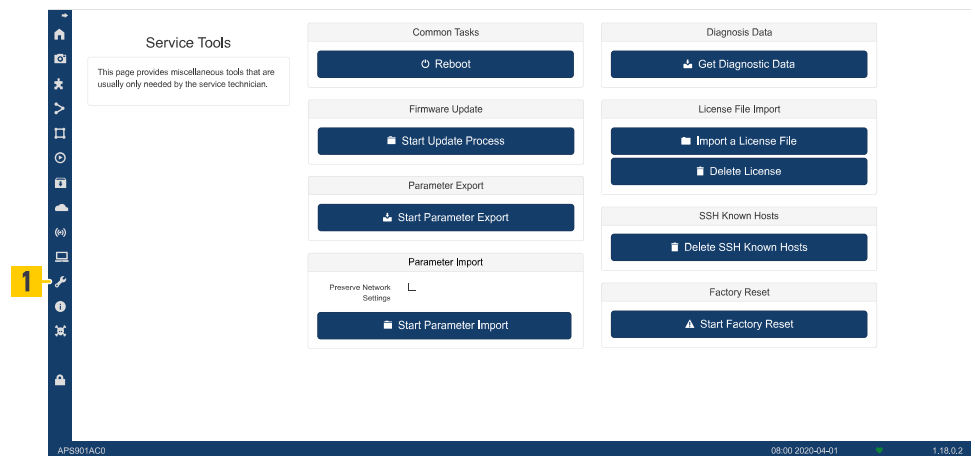 Service Tools
This page provides miscellaneous tools that are
usually only needed by the service technician.
Common Tasks
Reboot
Firmware Update
Start Update Process
Parameter Export
Start Parameter Export
Parameter Import
Preserve Network
Settings
Start Parameter Import
Diagnosis Data
Get Diagnostic Data
License File Import
Import a License File
Delete License
SSH Known Hosts
Delete SSH Known Hosts
Factory Reset
Start Factory Reset
1
APS901AC0
08:00 2020-04-01
1.18.0.2